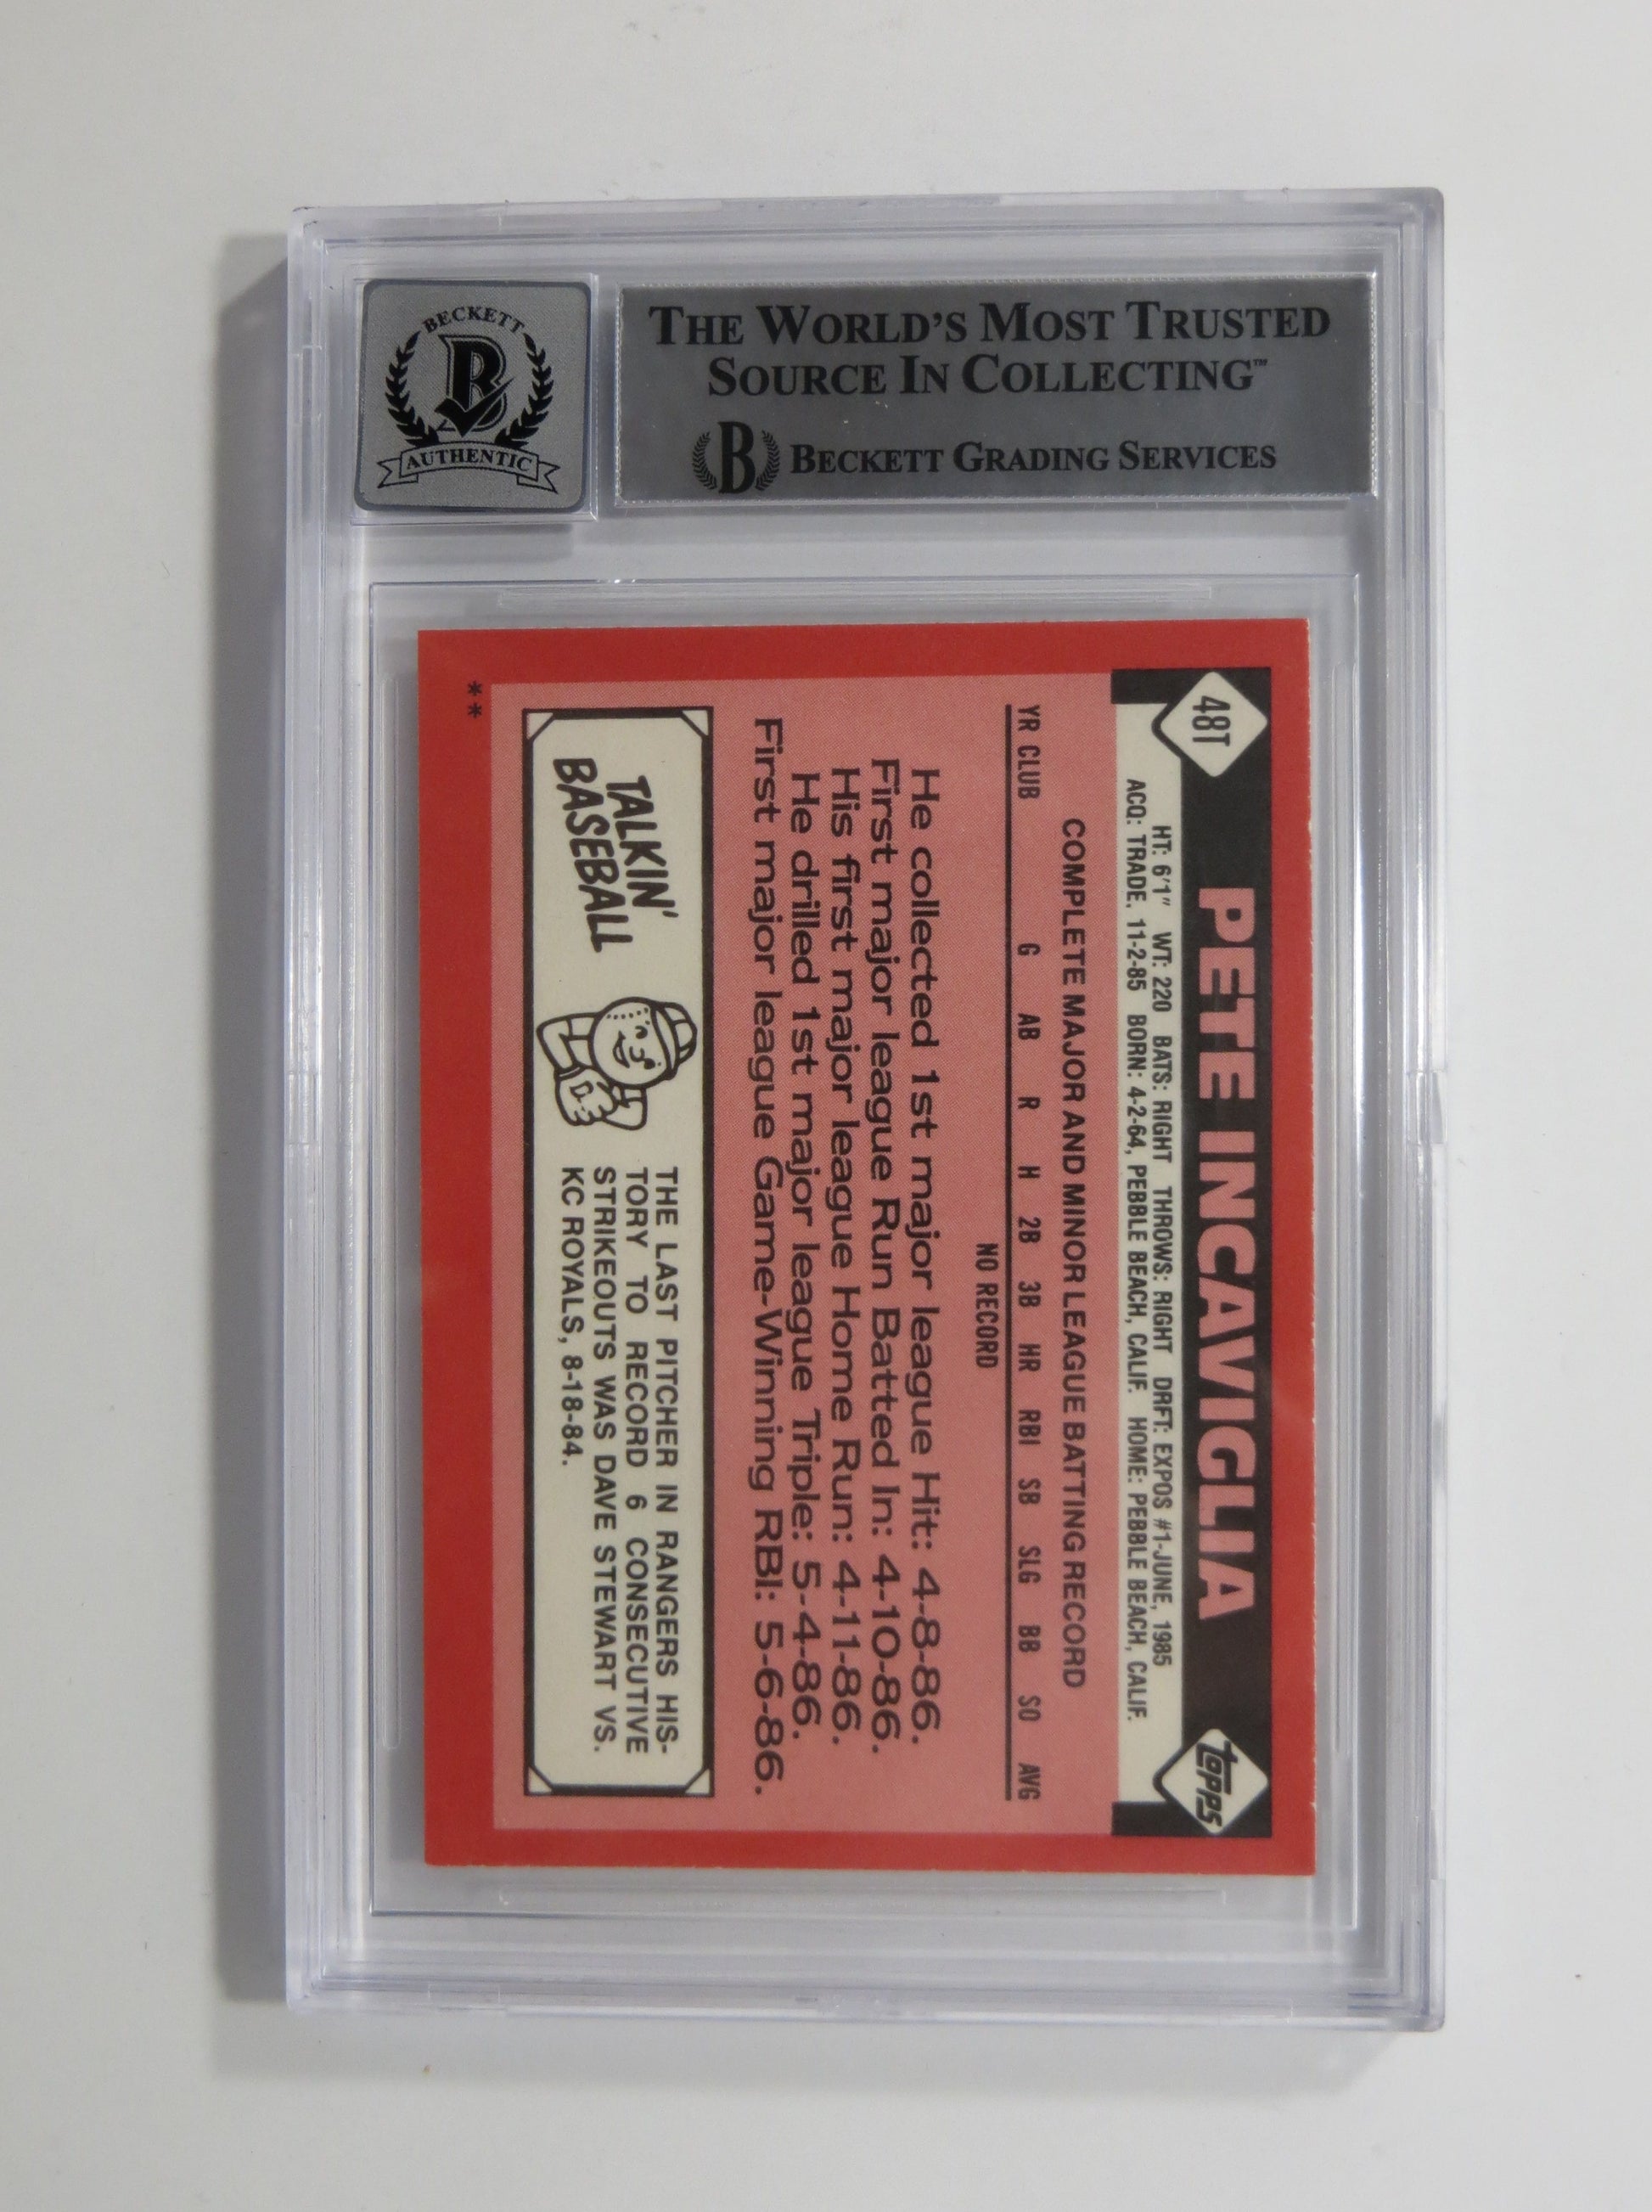 BECKETT
B
AUTHENTIC
THE WORLD'S MOST TRUSTED
SOURCE IN COLLECTING™
B BECKETT GRADING SERVICES
48T
PETE INCAVIGLIA
topps
HT: 6'1" WT: 220 BATS: RIGHT THROWS: RIGHT DRFT: EXPOS #1-JUNE, 1985
ACQ: TRADE, 11-2-85 BORN: 4-2-64, PEBBLE BEACH, CALIF. HOME: PEBBLE BEACH, CALIF.
COMPLETE MAJOR AND MINOR LEAGUE BATTING RECORD
YR CLUB G AB R H 2B 3B HR RBI SB SLG BB SO AVG
NO RECORD
He collected 1st major league Hit: 4-8-86.
First major league Run Batted In: 4-10-86.
His first major league Home Run: 4-11-86.
He drilled 1st major league Triple: 5-4-86.
First major league Game-Winning RBI: 5-6-86.
TALKIN'
BASEBALL
THE LAST PITCHER IN RANGERS HIS-
TORY TO RECORD 6 CONSECUTIVE
STRIKEOUTS WAS DAVE STEWART VS.
KC ROYALS, 8-18-84.
**